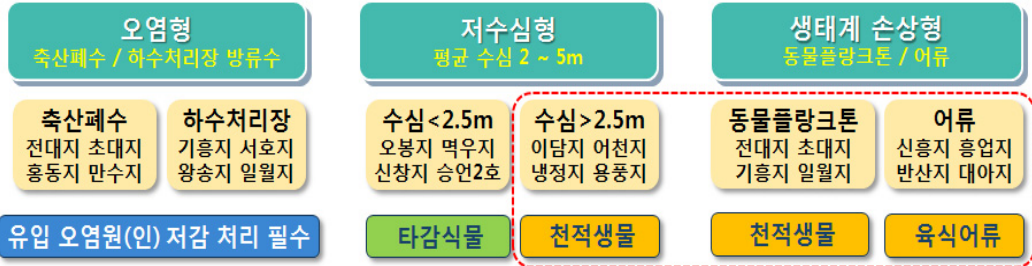 오염형
축산폐수 / 하수처리장 방류수
저수심형
평균 수심 2 ~ 5m
생태계 손상형
동물플랑크톤 / 어류
축산폐수
전대지 초대지
홍동지 만수지
하수처리장
기흥지 서호지
왕송지 일월지
수심<2.5m
오봉지 멱우지
신창지 승언2호
수심>2.5m
이담지 어천지
냉정지 용풍지
동물플랑크톤
전대지 초대지
기흥지 일월지
어류
신흥지 흥업지
반산지 대아지
유입 오염원(인) 저감 처리 필수
타감식물
천적생물
천적생물
육식어류